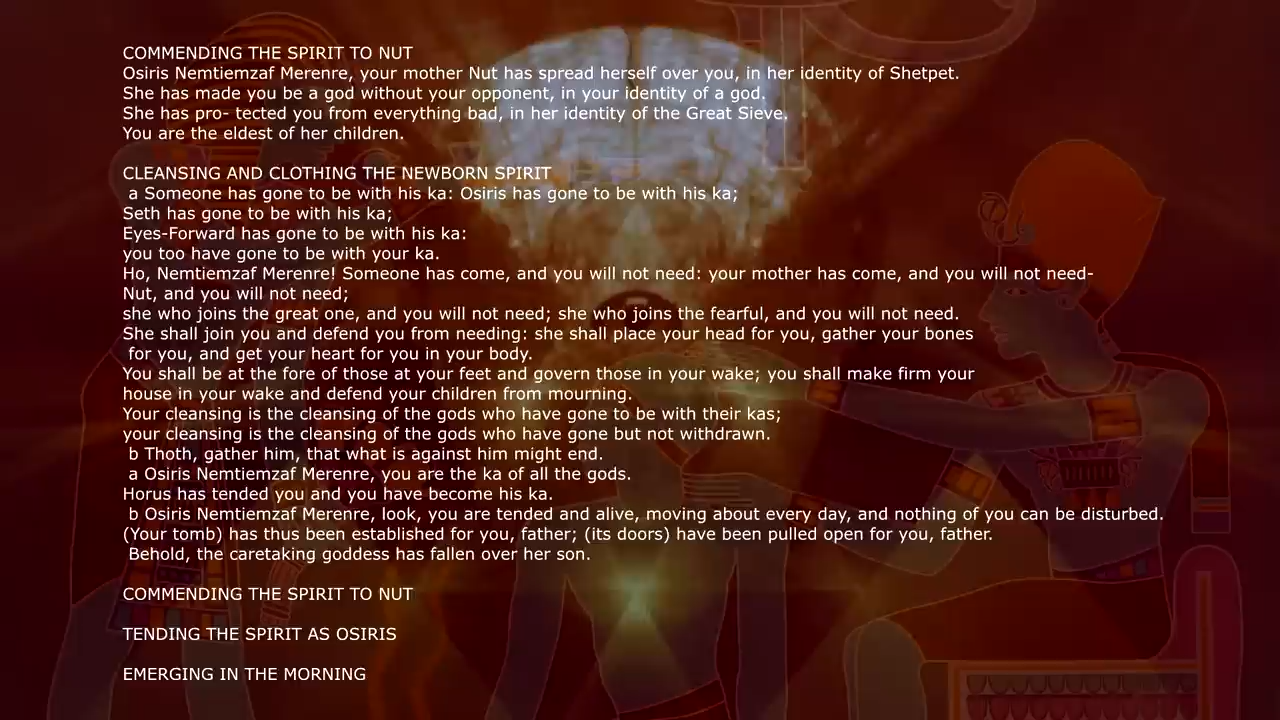 COMMENDING THE SPIRIT TO NUT
Osiris Nemtiemzaf Merenre, your mother Nut has spread herself over you, in her identity of Shetpet.
She has made you be a god without your opponent, in your identity of a god.
She has pro- tected you from everything bad, in her identity of the Great Sieve.
You are the eldest of her children.
CLEANSING AND CLOTHING THE NEWBORN SPIRIT
a Someone has gone to be with his ka: Osiris has gone to be with his ka;
Seth has gone to be with his ka;
Eyes-Forward has gone to be with his ka:
you too have gone to be with your ka.
Ho, Nemtiemzaf Merenre! Someone has come, and you will not need: your mother has come, and you will not need-
Nut, and you will not need;
she who joins the great one, and you will not need; she who joins the fearful, and you will not need.
She shall join you and defend you from needing: she shall place your head for you, gather your bones
for you, and get your heart for you in your body.
You shall be at the fore of those at your feet and govern those in your wake; you shall make firm your
house in your wake and defend your children from mourning.
Your cleansing is the cleansing of the gods who have gone to be with their kas;
your cleansing is the cleansing of the gods who have gone but not withdrawn.
b Thoth, gather him, that what is against him might end.
a Osiris Nemtiemzaf Merenre, you are the ka of all the gods.
Horus has tended you and you have become his ka.
b Osiris Nemtiemzaf Merenre, look, you are tended and alive, moving about every day, and nothing of you can be disturbed.
(Your tomb) has thus been established for you, father; (its doors) have been pulled open for you, father.
Behold, the caretaking goddess has fallen over her son.
COMMENDING THE SPIRIT TO NUT
TENDING THE SPIRIT AS OSIRIS
EMERGING IN THE MORNING